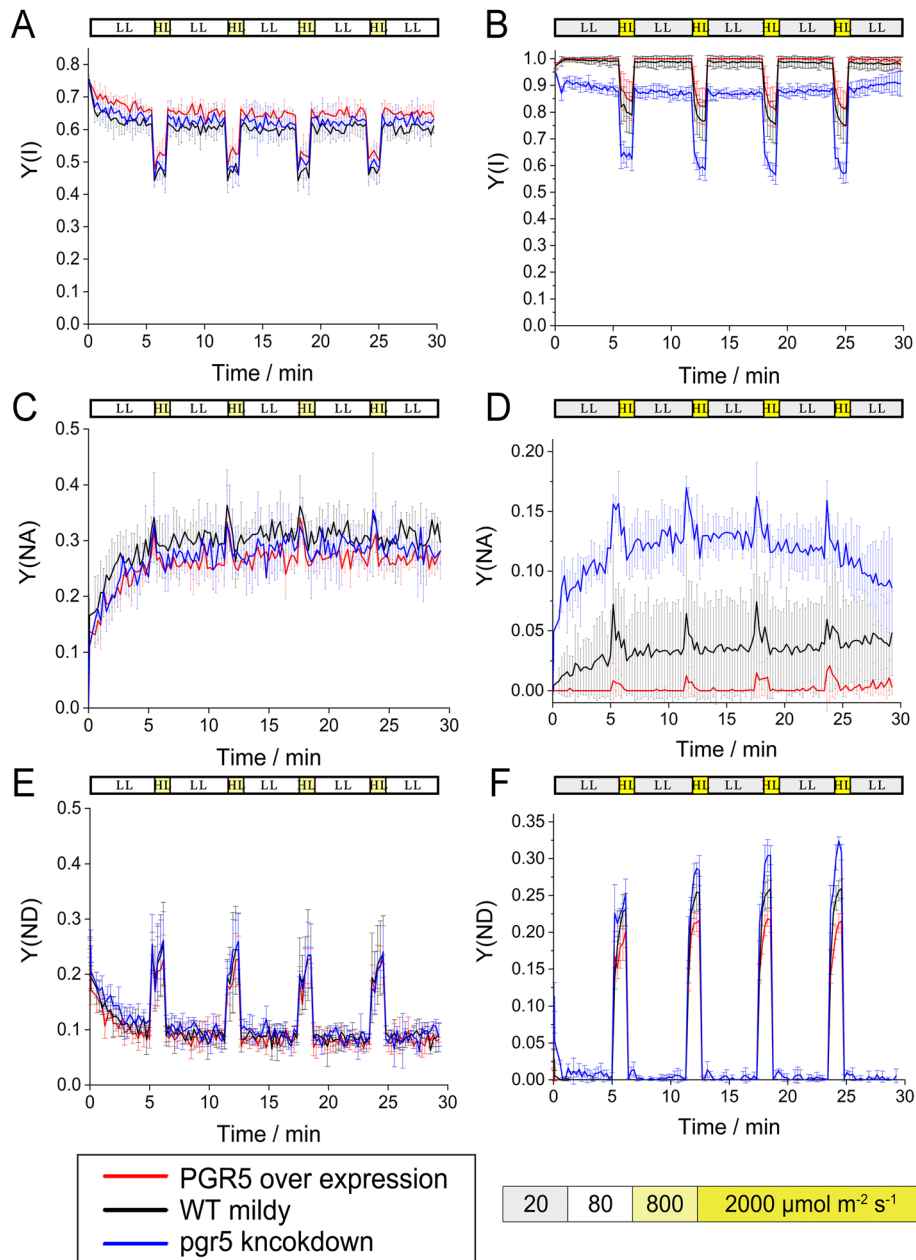 A
LL HL LL HL LL HL LL HL LL
Y(I)
0.8
0.7
0.6
0.5
0.4
0.3
0.2
0.1
0.0
0 5 10 15 20 25 30
Time / min
B
LL HL LL HL LL HL LL HL LL
Y(I)
1.0
0.9
0.8
0.7
0.6
0.5
0.4
0.3
0.2
0.1
0.0
0 5 10 15 20 25 30
Time / min
C
LL HL LL HL LL HL LL HL LL
Y(NA)
0.5
0.4
0.3
0.2
0.1
0.0
0 5 10 15 20 25 30
Time / min
D
LL HL LL HL LL HL LL HL LL
Y(NA)
0.20
0.15
0.10
0.05
0.00
0 5 10 15 20 25 30
Time / min
E
LL HL LL HL LL HL LL HL LL
Y(ND)
0.5
0.4
0.3
0.2
0.1
0.0
0 5 10 15 20 25 30
Time / min
F
LL HL LL HL LL HL LL HL LL
Y(ND)
0.35
0.30
0.25
0.20
0.15
0.10
0.05
0.00
0 5 10 15 20 25 30
Time / min
PGR5 over expression
WT mildy
pgr5 kncokdown
20 80 800 2000 µmol m⁻² s⁻¹